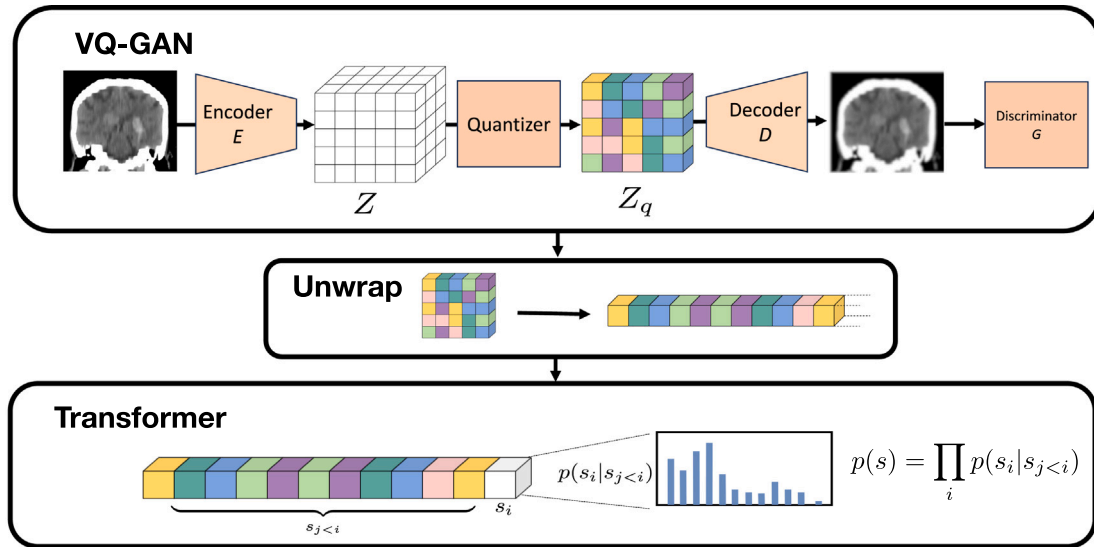 VQ-GAN
Encoder
E
Z
Quantizer
Z_q
Decoder
D
Discriminator
G
Unwrap
Transformer
s_{j<i}
s_i
p(s_i|s_{j<i})
p(s) = ∏_i p(s_i|s_{j<i})